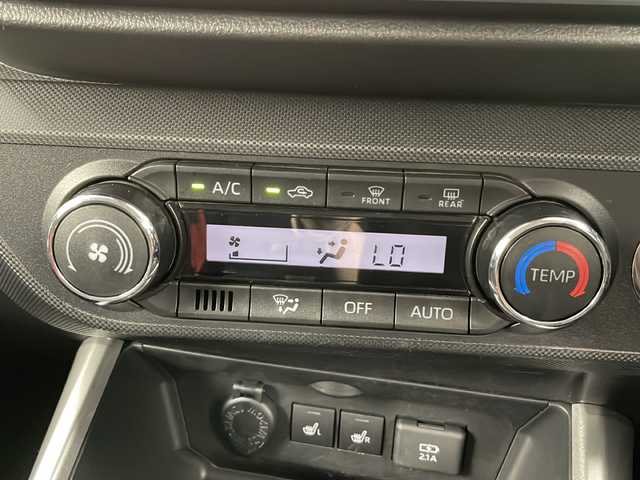 A/C
FRONT
REAR
LO
TEMP
OFF
AUTO
L
R
2.1A